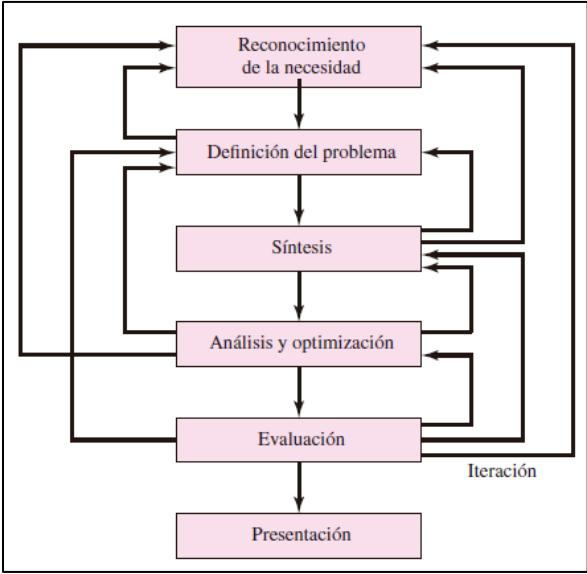 Reconocimiento
de la necesidad
Definición del problema
Síntesis
Análisis y optimización
Evaluación
Iteración
Presentación